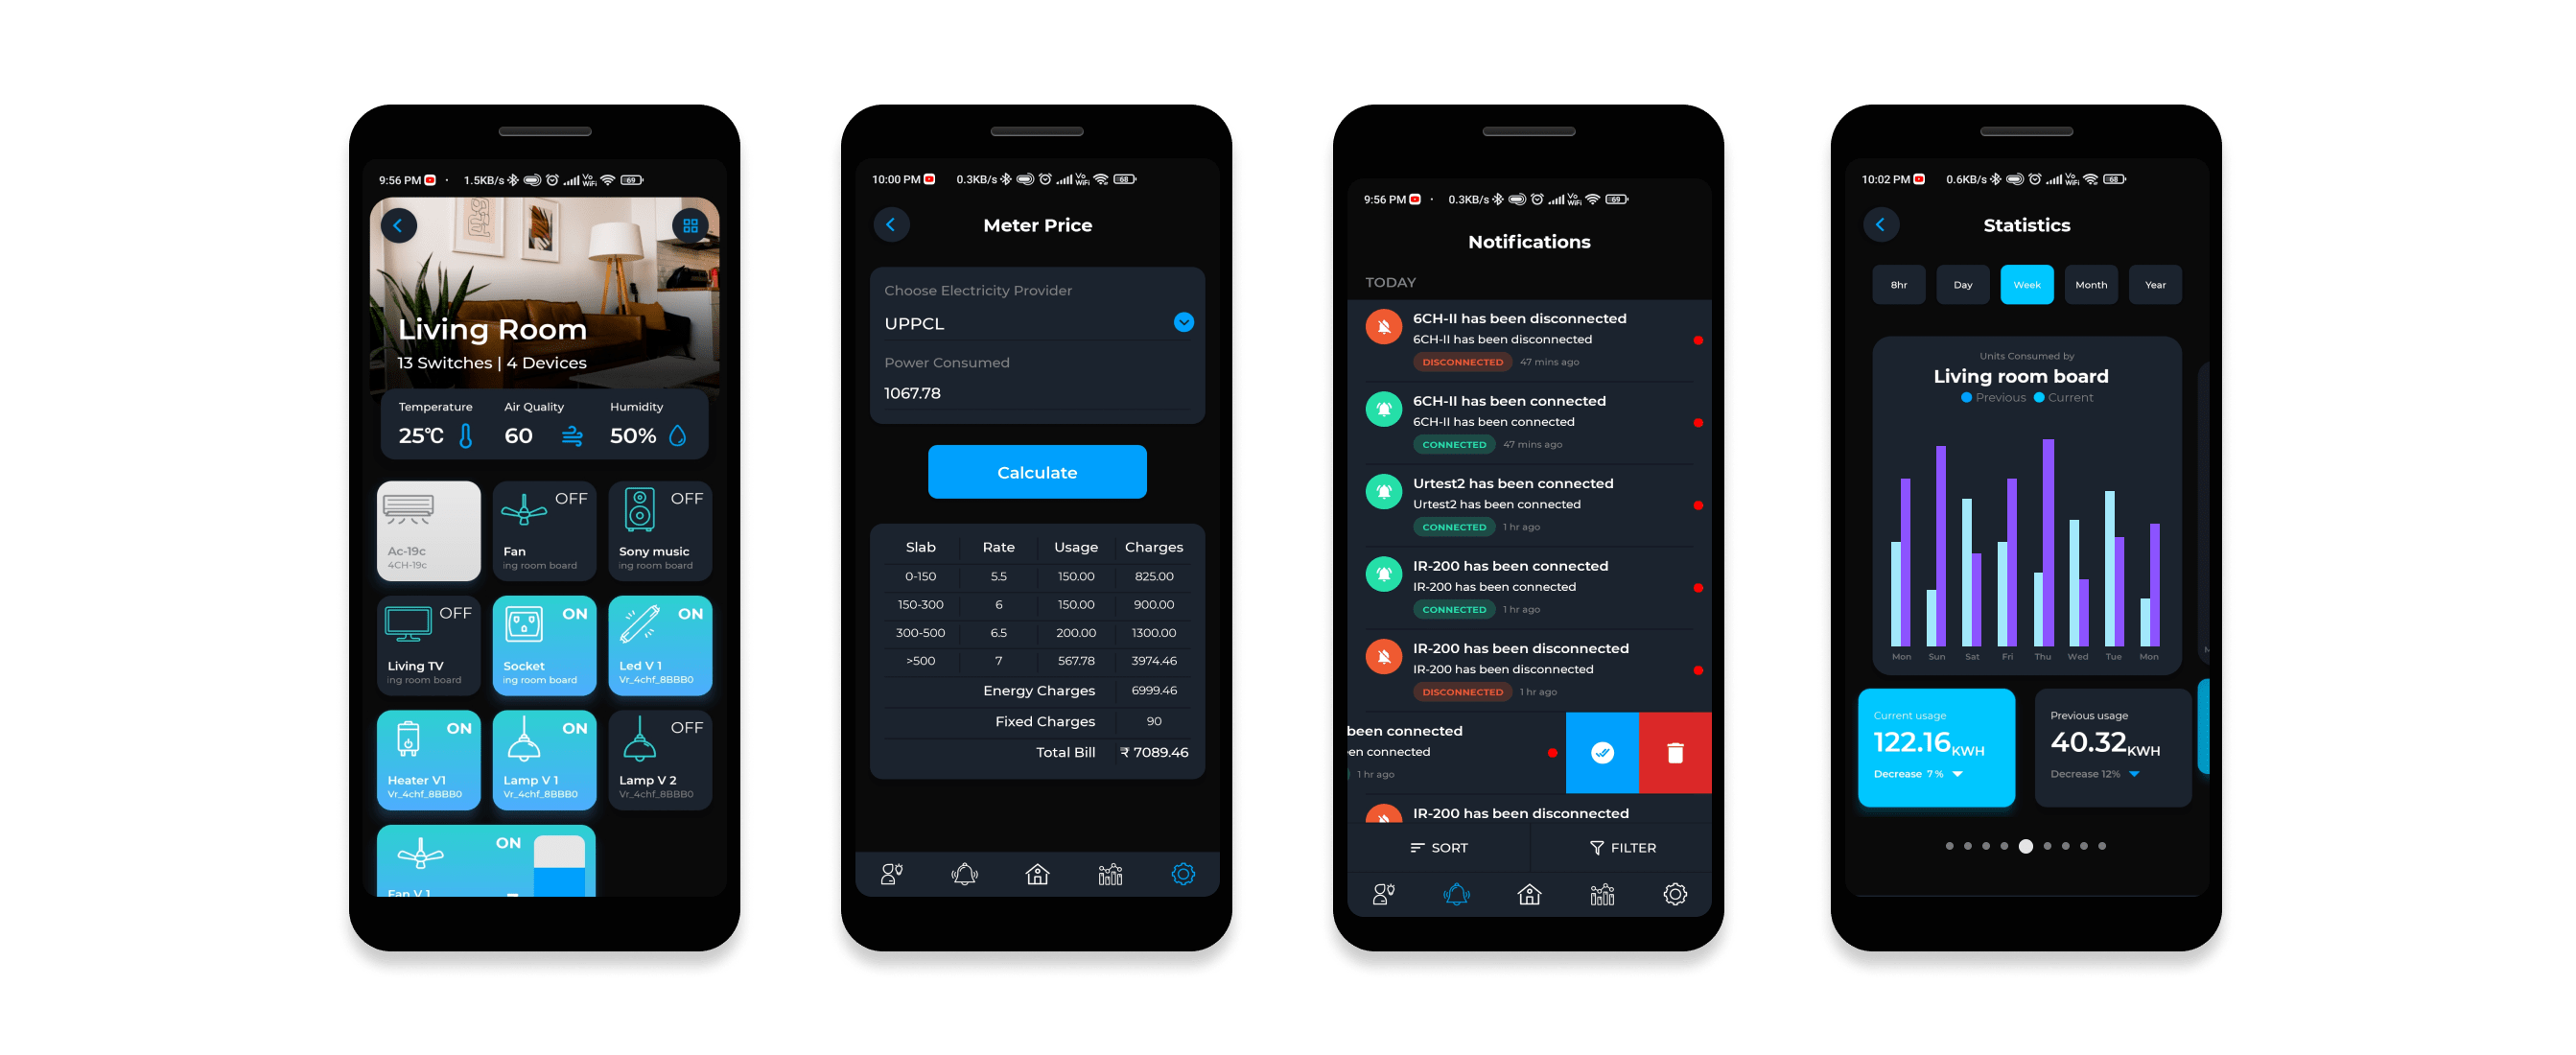 9:56 PM · 1.5KB/s Vo WiFi 69
Living Room
13 Switches | 4 Devices
Temperature Air Quality Humidity
25℃ 60 50%
Ac-19c
4CH-19c
OFF
Fan
ing room board
OFF
Sony music
ing room board
OFF
Living TV
ing room board
ON
Socket
ing room board
ON
Led V 1
Vr_4chf_8BBB0
ON
Heater V1
Vr_4chf_8BBB0
ON
Lamp V 1
Vr_4chf_8BBB0
OFF
Lamp V 2
Vr_4chf_8BBB0
ON
Fan V 1
10:00 PM 0.3KB/s Vo WiFi 68
Meter Price
Choose Electricity Provider
UPPCL
Power Consumed
1067.78
Calculate
Slab Rate Usage Charges
0-150 5.5 150.00 825.00
150-300 6 150.00 900.00
300-500 6.5 200.00 1300.00
>500 7 567.78 3974.46
Energy Charges 6999.46
Fixed Charges 90
Total Bill ₹ 7089.46
9:56 PM · 0.3KB/s Vo WiFi 69
Notifications
TODAY
6CH-II has been disconnected
6CH-II has been disconnected
DISCONNECTED 47 mins ago
6CH-II has been connected
6CH-II has been connected
CONNECTED 47 mins ago
Urtest2 has been connected
Urtest2 has been connected
CONNECTED 1 hr ago
IR-200 has been connected
IR-200 has been connected
CONNECTED 1 hr ago
IR-200 has been disconnected
IR-200 has been disconnected
DISCONNECTED 1 hr ago
been connected
en connected
1 hr ago
IR-200 has been disconnected
SORT FILTER
10:02 PM 0.6KB/s Vo WiFi 68
Statistics
8hr Day Week Month Year
Units Consumed by
Living room board
Previous Current
Mon Sun Sat Fri Thu Wed Tue Mon
Current usage
122.16KWH
Decrease 7 %
Previous usage
40.32KWH
Decrease 12%